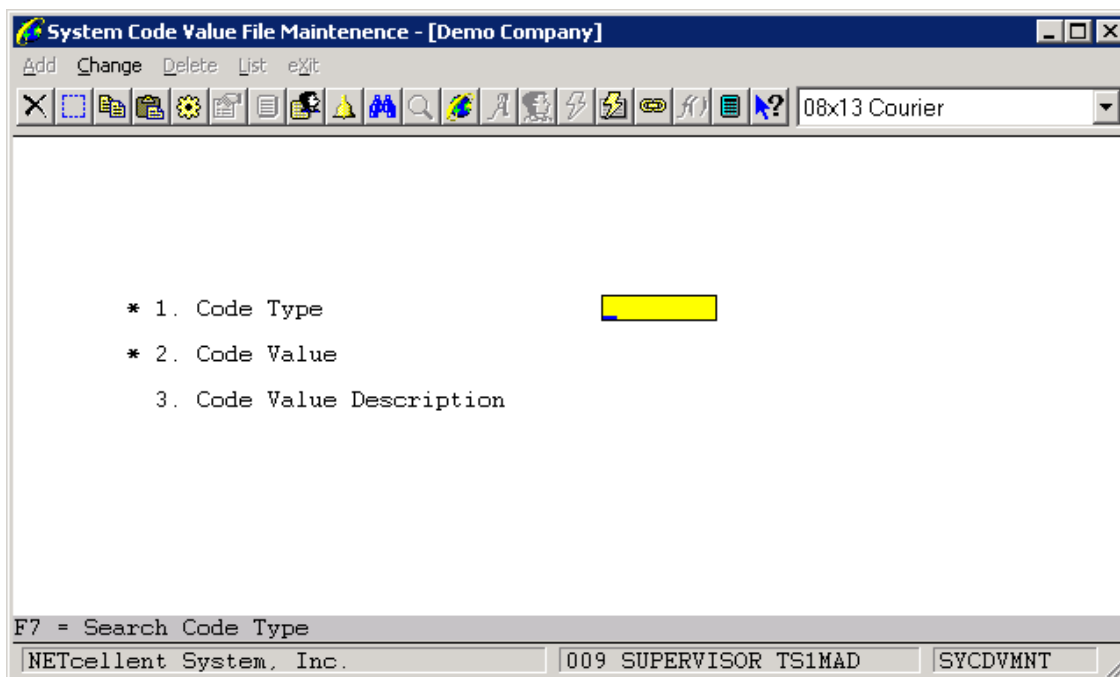 System Code Value File Maintenence - [Demo Company]
Add Change Delete List eXit
08x13 Courier
* 1. Code Type
* 2. Code Value
3. Code Value Description
F7 = Search Code Type
NETcellent System, Inc. 009 SUPERVISOR TS1MAD SYCDVMNT